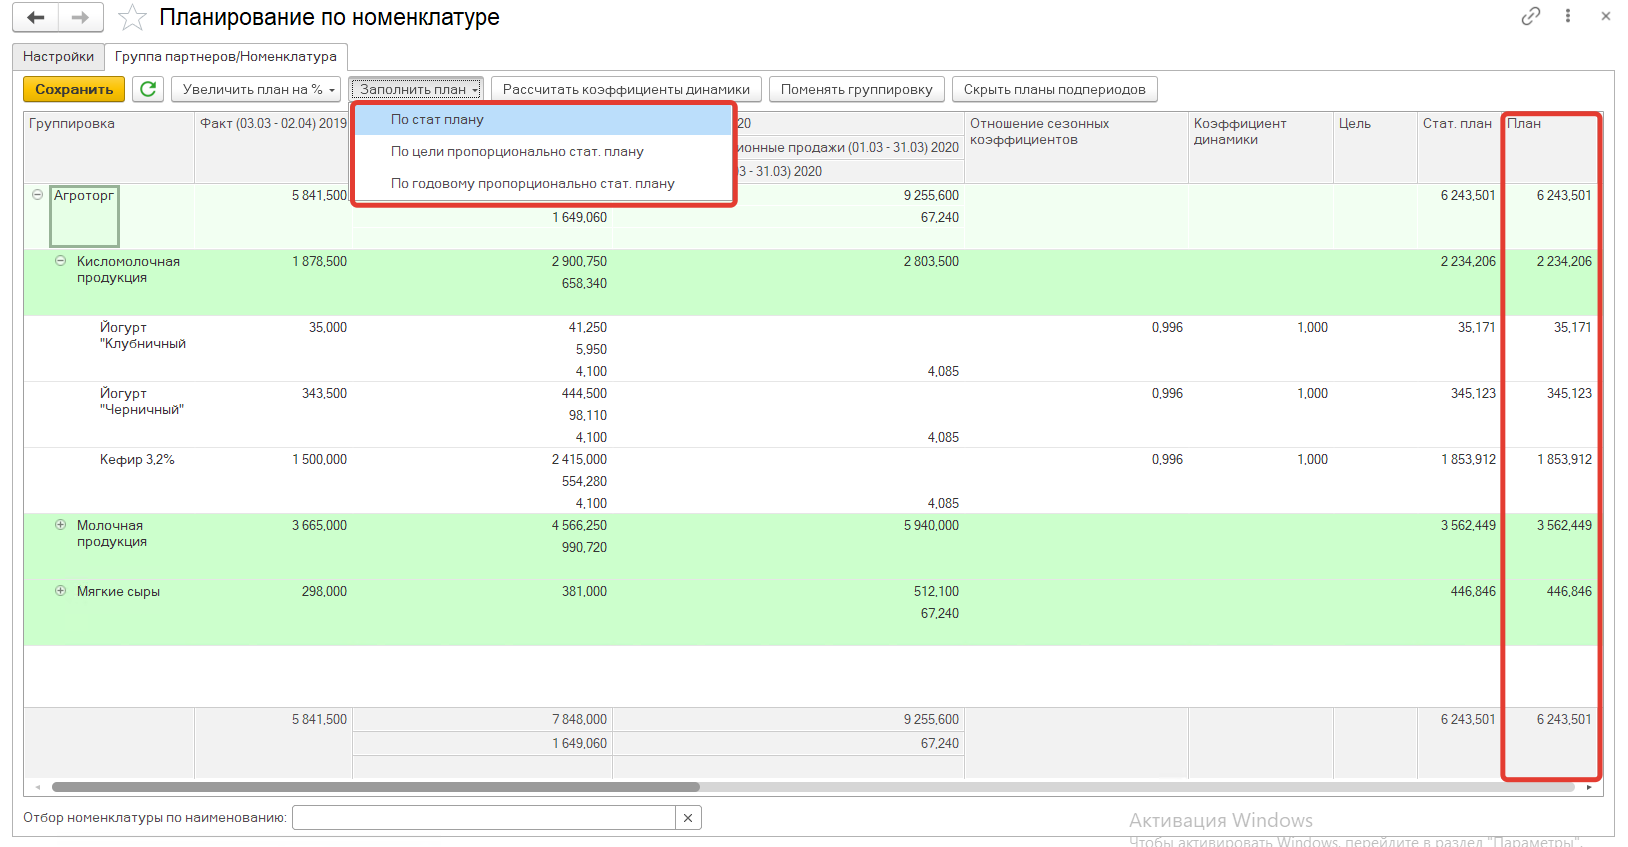 Планирование по номенклатуре
Настройки
Группа партнеров/Номенклатура
Сохранить
Увеличить план на %
Заполнить план
Рассчитать коэффициенты динамики
Поменять группировку
Скрыть планы подпериодов
По стат плану
По цели пропорционально стат. плану
По годовому пропорционально стат. плану
Группировка
Факт (03.03 - 02.04) 2019
20
ионные продажи (01.03 - 31.03) 2020
03 - 31.03) 2020
Отношение сезонных
коэффициентов
Коэффициент
динамики
Цель
Стат. план
План
Агроторг 5 841,500 9 255,600 6 243,501 6 243,501
1 649,060 67,240
Кисломолочная 1 878,500 2 900,750 2 803,500 2 234,206 2 234,206
продукция 658,340
Йогурт 35,000 41,250 0,996 1,000 35,171 35,171
"Клубничный 5,950
4,100 4,085
Йогурт 343,500 444,500 0,996 1,000 345,123 345,123
"Черничный" 98,110
4,100 4,085
Кефир 3,2% 1 500,000 2 415,000 0,996 1,000 1 853,912 1 853,912
554,280
4,100 4,085
Молочная 3 665,000 4 566,250 5 940,000 3 562,449 3 562,449
продукция 990,720
Мягкие сыры 298,000 381,000 512,100 446,846 446,846
67,240
5 841,500 7 848,000 9 255,600 6 243,501 6 243,501
1 649,060 67,240
Отбор номенклатуры по наименованию:
Активация Windows
Чтобы активировать Windows, перейдите в раздел "Параметры".